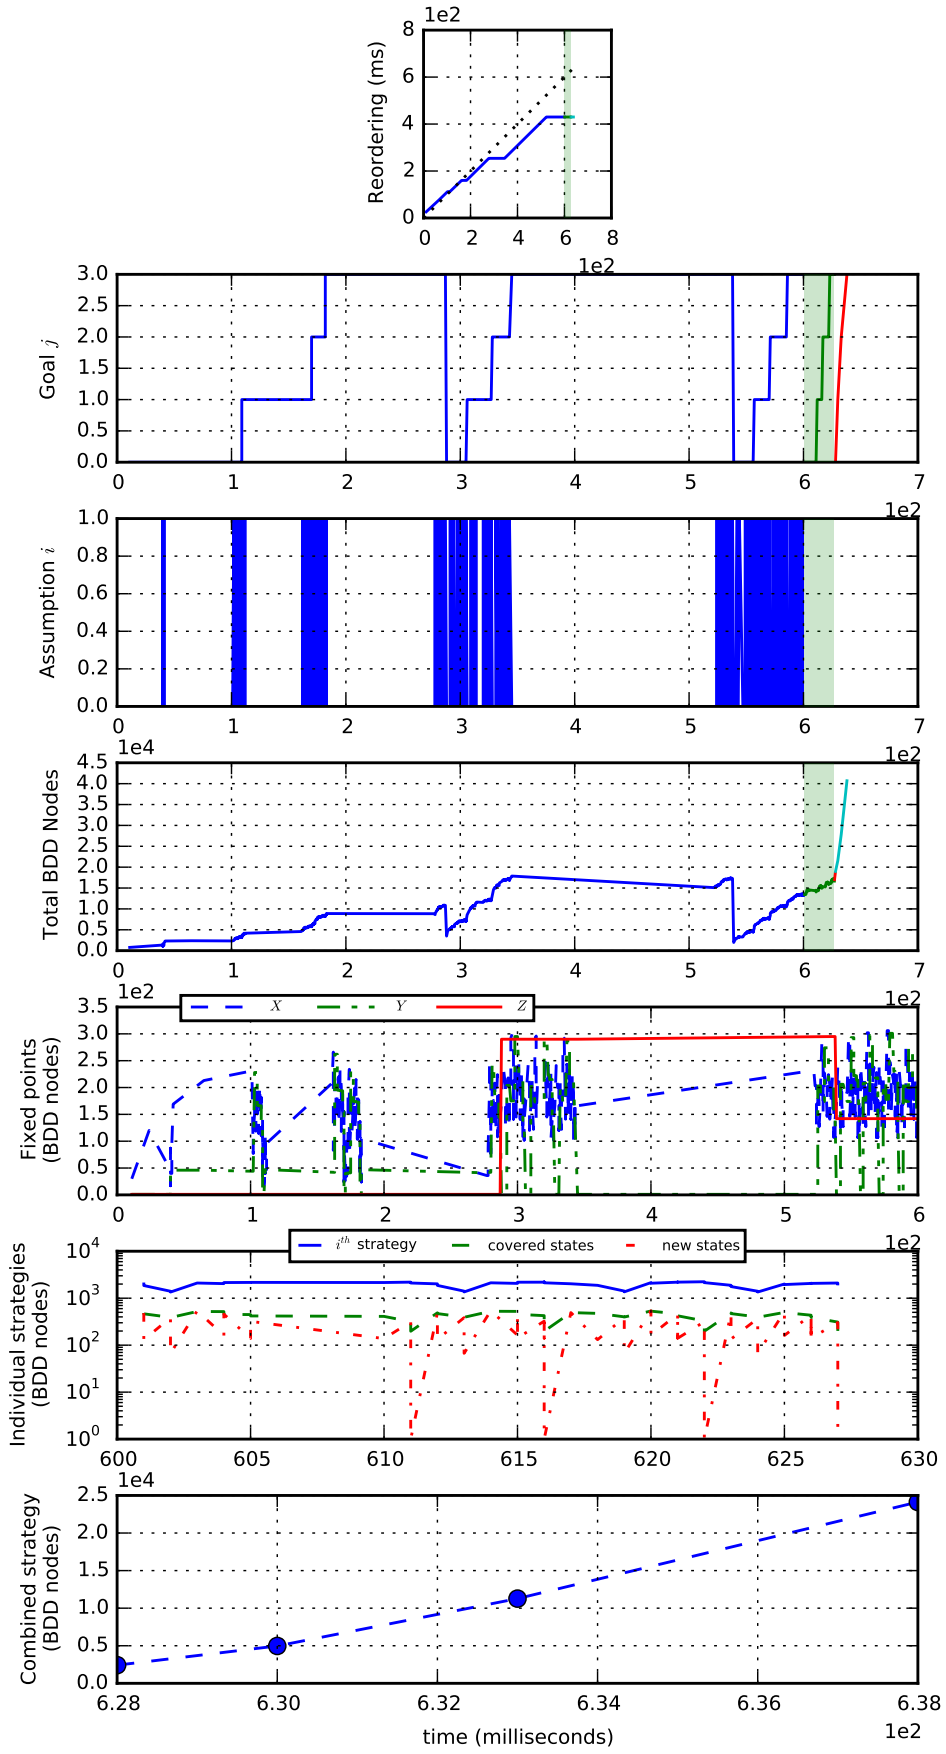 1e2
8
6
4
2
0
Reordering (ms)
0 2 4 6 8
1e2
3.0
2.5
2.0
1.5
1.0
0.5
0.0
Goal j
0 1 2 3 4 5 6 7
1e2
1.0
0.8
0.6
0.4
0.2
0.0
Assumption i
0 1 2 3 4 5 6 7
1e2
1e4
4.5
4.0
3.5
3.0
2.5
2.0
1.5
1.0
0.5
0.0
Total BDD Nodes
0 1 2 3 4 5 6 7
1e2
1e2
X Y Z
3.5
3.0
2.5
2.0
1.5
1.0
0.5
0.0
Fixed points
(BDD nodes)
0 1 2 3 4 5 6
1e2
i^{th} strategy covered states new states
10^4
10^3
10^2
10^1
10^0
Individual strategies
(BDD nodes)
600 605 610 615 620 625 630
1e4
2.5
2.0
1.5
1.0
0.5
0.0
Combined strategy
(BDD nodes)
6.28 6.30 6.32 6.34 6.36 6.38
time (milliseconds)
1e2